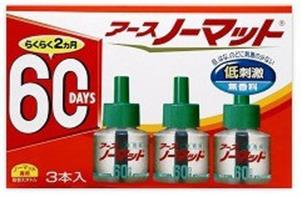 アースノーマット®
らくらく2ヵ月
60
DAYS
低刺激
無香料
アース
ノーマット
60
アース
ノーマット
60
アース
ノーマット
60
3本入